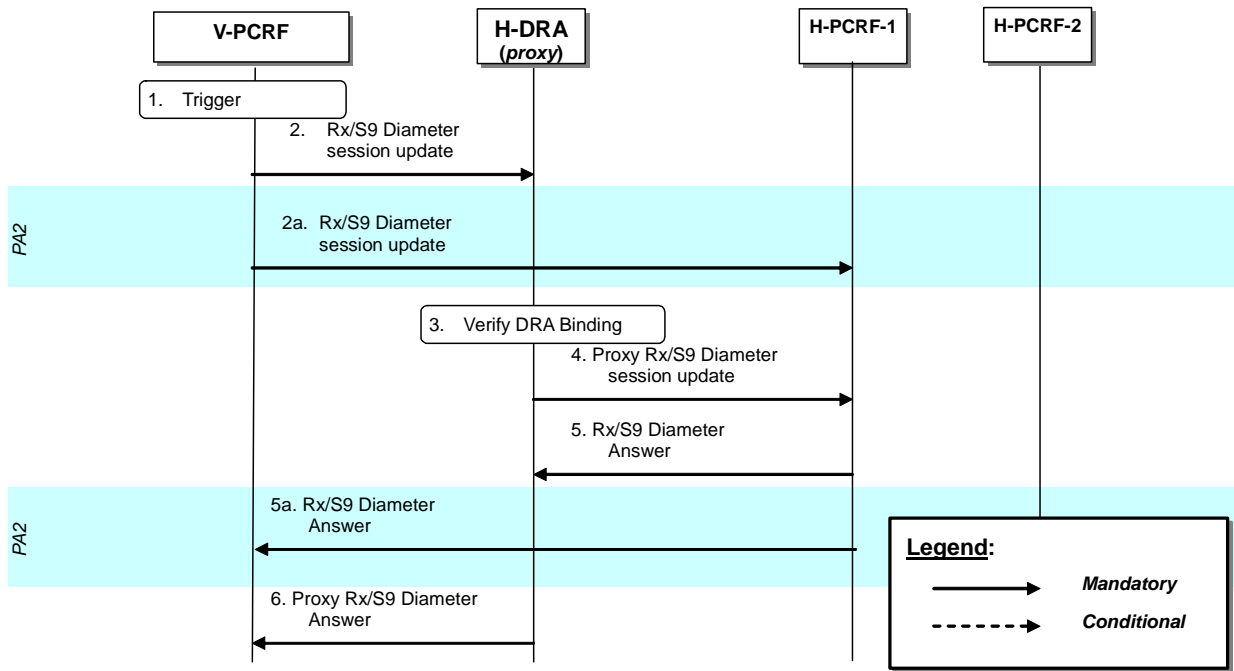 V-PCRF
H-DRA
(proxy)
H-PCRF-1
H-PCRF-2
1. Trigger
2. Rx/S9 Diameter
session update
PA2
2a. Rx/S9 Diameter
session update
3. Verify DRA Binding
4. Proxy Rx/S9 Diameter
session update
5. Rx/S9 Diameter
Answer
PA2
5a. Rx/S9 Diameter
Answer
6. Proxy Rx/S9 Diameter
Answer
Legend:
Mandatory
Conditional